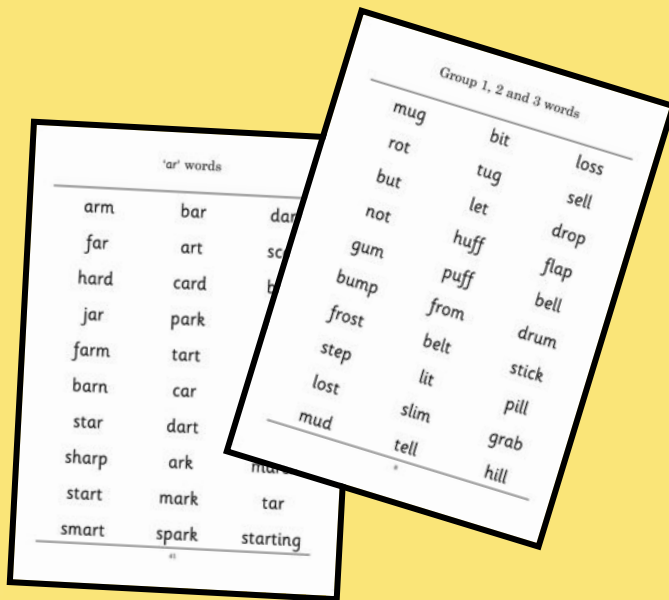 'ar' words
arm bar
far art
hard card
jar park
farm tart
barn car
star dart
sharp ark
start mark tar
smart spark starting
Group 1, 2 and 3 words
mug bit loss
rot tug sell
but let drop
not huff flap
gum puff bell
bump from drum
frost belt stick
step lit pill
lost slim grab
mud tell hill